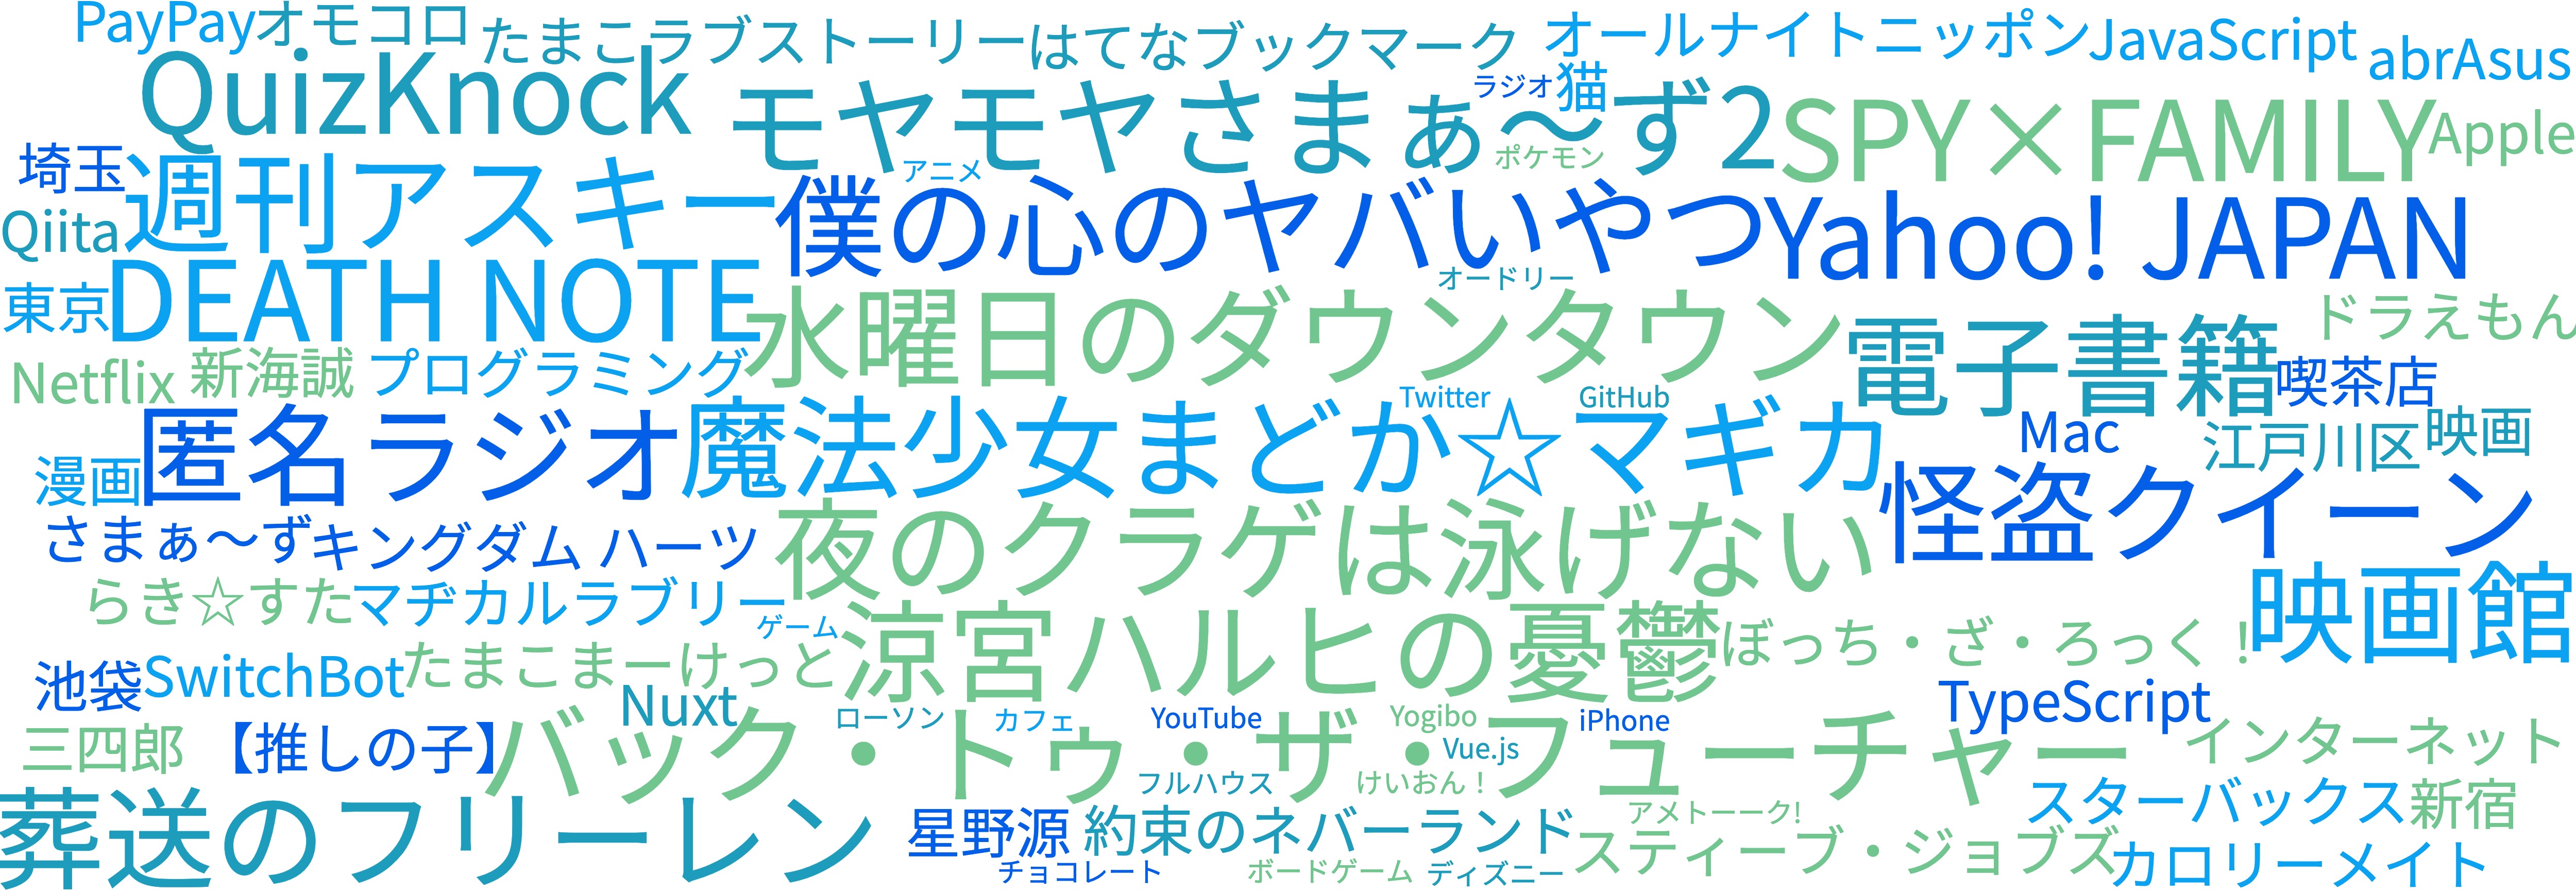 PayPay
オモコロ
たまこラブストーリー
はてなブックマーク
オールナイトニッポン
JavaScript
abrAsus
QuizKnock
モヤモヤさまぁ〜ず2
ラジオ
猫
SPY×FAMILY
Apple
ポケモン
埼玉
週刊アスキー
アニメ
僕の心のヤバいやつ
Yahoo! JAPAN
Qiita
東京
DEATH NOTE
オードリー
水曜日のダウンタウン
電子書籍
ドラえもん
Netflix
新海誠
プログラミング
喫茶店
Twitter
GitHub
漫画
匿名ラジオ
魔法少女まどか☆マギカ
Mac
江戸川区
映画
怪盗クイーン
さまぁ〜ず
キングダム ハーツ
夜のクラゲは泳げない
らき☆すた
マヂカルラブリー
ゲーム
涼宮ハルヒの憂鬱
ぼっち・ざ・ろっく！
映画館
池袋
SwitchBot
たまこまーけっと
Nuxt
TypeScript
三四郎
【推しの子】
バック・トゥ・ザ・フューチャー
ローソン
カフェ
YouTube
Yogibo
iPhone
Vue.js
インターネット
フルハウス
けいおん！
葬送のフリーレン
星野源
約束のネバーランド
アメトーーク!
スターバックス
新宿
スティーブ・ジョブズ
カロリーメイト
チョコレート
ボードゲーム
ディズニー